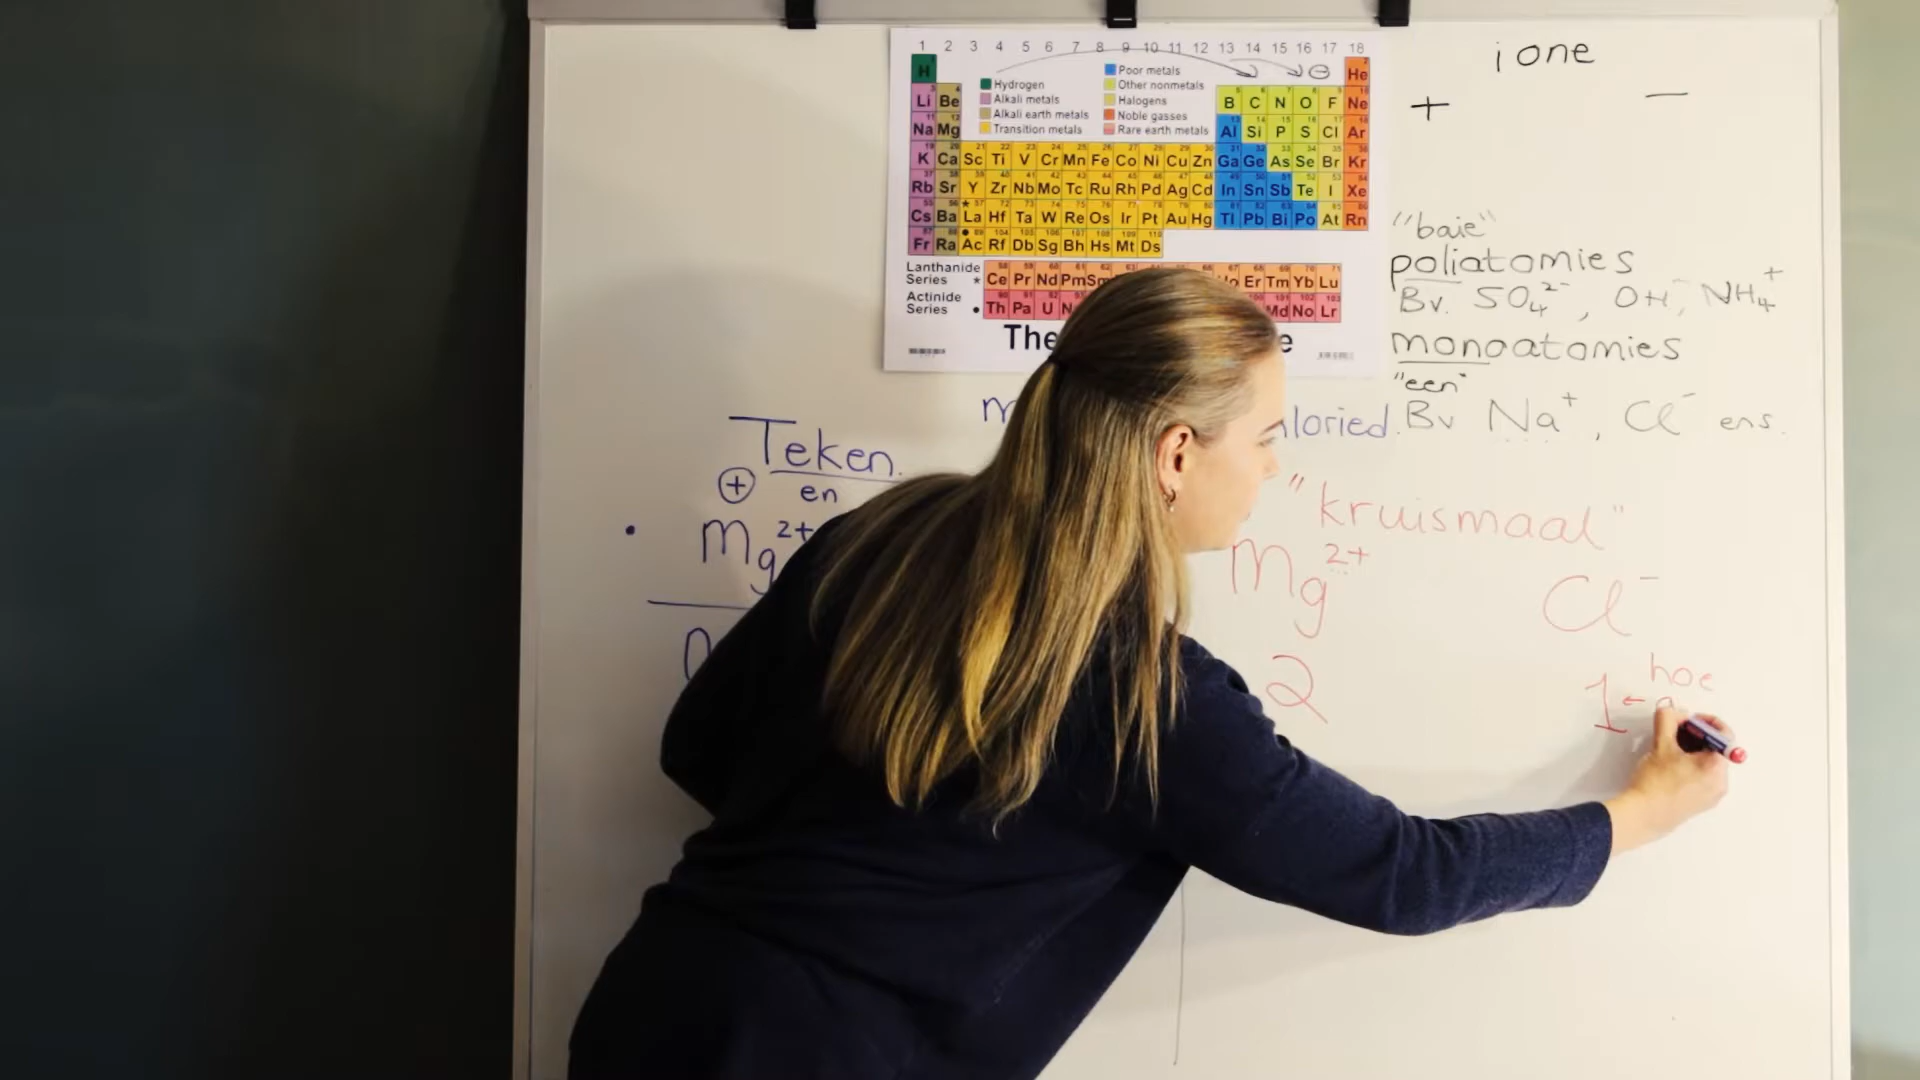 1 2 3 4 5 6 7 8 9 10 11 12 13 14 15 16 17 18
H He
Hydrogen Poor metals
Alkali metals Other nonmetals
Alkali earth metals Halogens
Transition metals Noble gasses
Rare earth metals
Li Be B C N O F Ne
Na Mg Al Si P S Cl Ar
K Ca Sc Ti V Cr Mn Fe Co Ni Cu Zn Ga Ge As Se Br Kr
Rb Sr Y Zr Nb Mo Tc Ru Rh Pd Ag Cd In Sn Sb Te I Xe
Cs Ba La Hf Ta W Re Os Ir Pt Au Hg Tl Pb Bi Po At Rn
Fr Ra Ac Rf Db Sg Bh Hs Mt Ds
Lanthanide Series * Ce Pr Nd Pm Er Tm Yb Lu
Actinide Series • Th Pa U Md No Lr
The
ione
+ −
"baie"
poliatomies
Bv. SO₄²⁻, OH⁻, NH₄⁺
monoatomies
"een"
Bv Na⁺, Cl⁻ ens.
loried.
Teken.
⊕ en
• Mg²⁺
"kruismaal"
Mg²⁺ Cl⁻
2 1 ← hoe